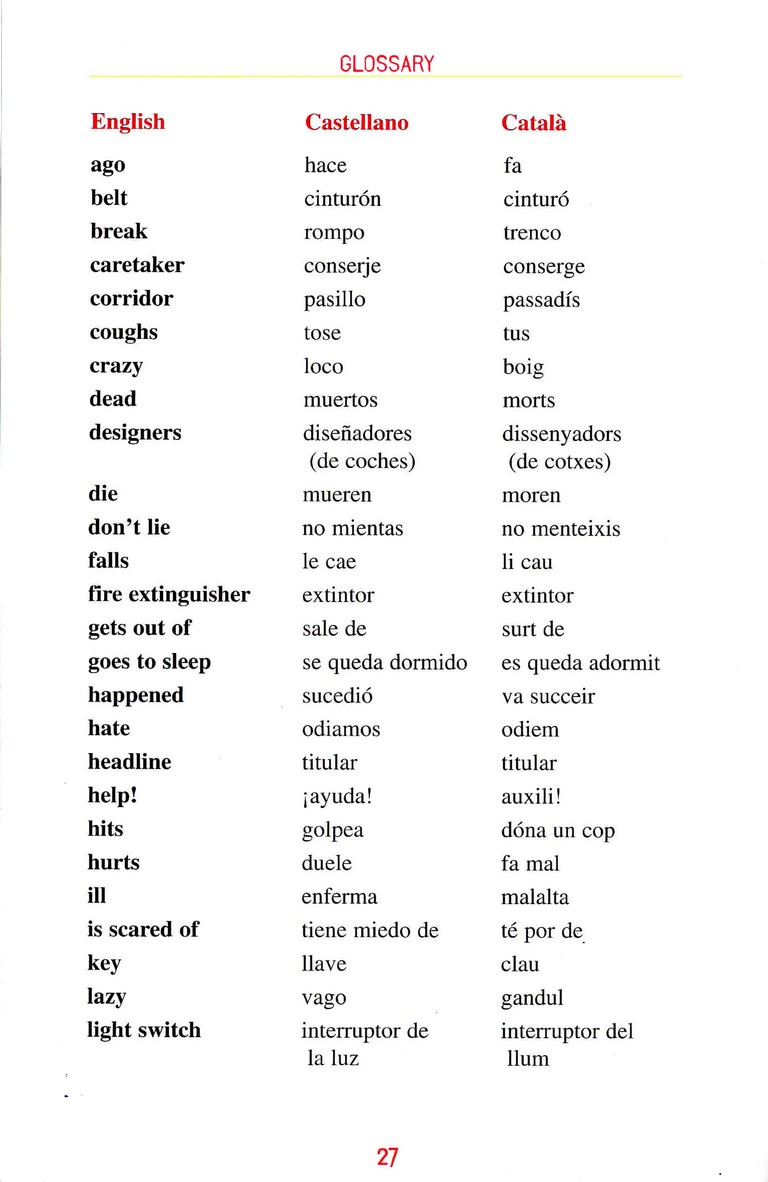 GLOSSARY
English Castellano Català
ago hace fa
belt cinturón cinturó
break rompo trenco
caretaker conserje conserge
corridor pasillo passadís
coughs tose tus
crazy loco boig
dead muertos morts
designers diseñadores dissenyadors
(de coches) (de cotxes)
die mueren moren
don't lie no mientas no menteixis
falls le cae li cau
fire extinguisher extintor extintor
gets out of sale de surt de
goes to sleep se queda dormido es queda adormit
happened sucedió va succeir
hate odiamos odiem
headline titular titular
help! ¡ayuda! auxili!
hits golpea dóna un cop
hurts duele fa mal
ill enferma malalta
is scared of tiene miedo de té por de
key llave clau
lazy vago gandul
light switch interruptor de interruptor del
la luz llum
27